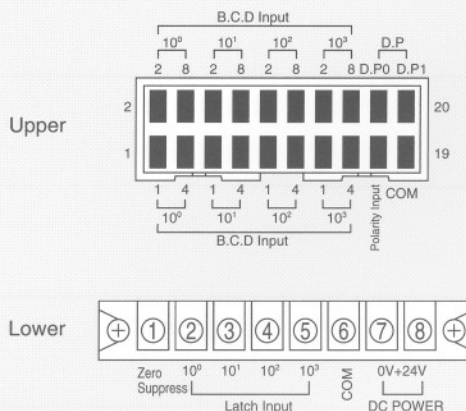 B.C.D Input
10⁰ 10¹ 10² 10³ D.P
2 8 2 8 2 8 2 8 D.P0 D.P1
2 20
Upper
1 19
1 4 1 4 1 4 1 4 Polarity Input COM
10⁰ 10¹ 10² 10³
B.C.D Input
Lower
1 2 3 4 5 6 7 8
Zero Suppress 10⁰ 10¹ 10² 10³ COM 0V+24V
Latch Input DC POWER